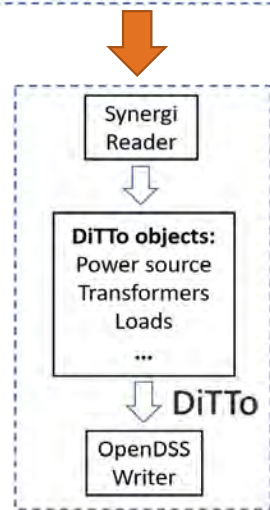 Synergi
Reader
DiTTo objects:
Power source
Transformers
Loads
...
DiTTo
OpenDSS
Writer